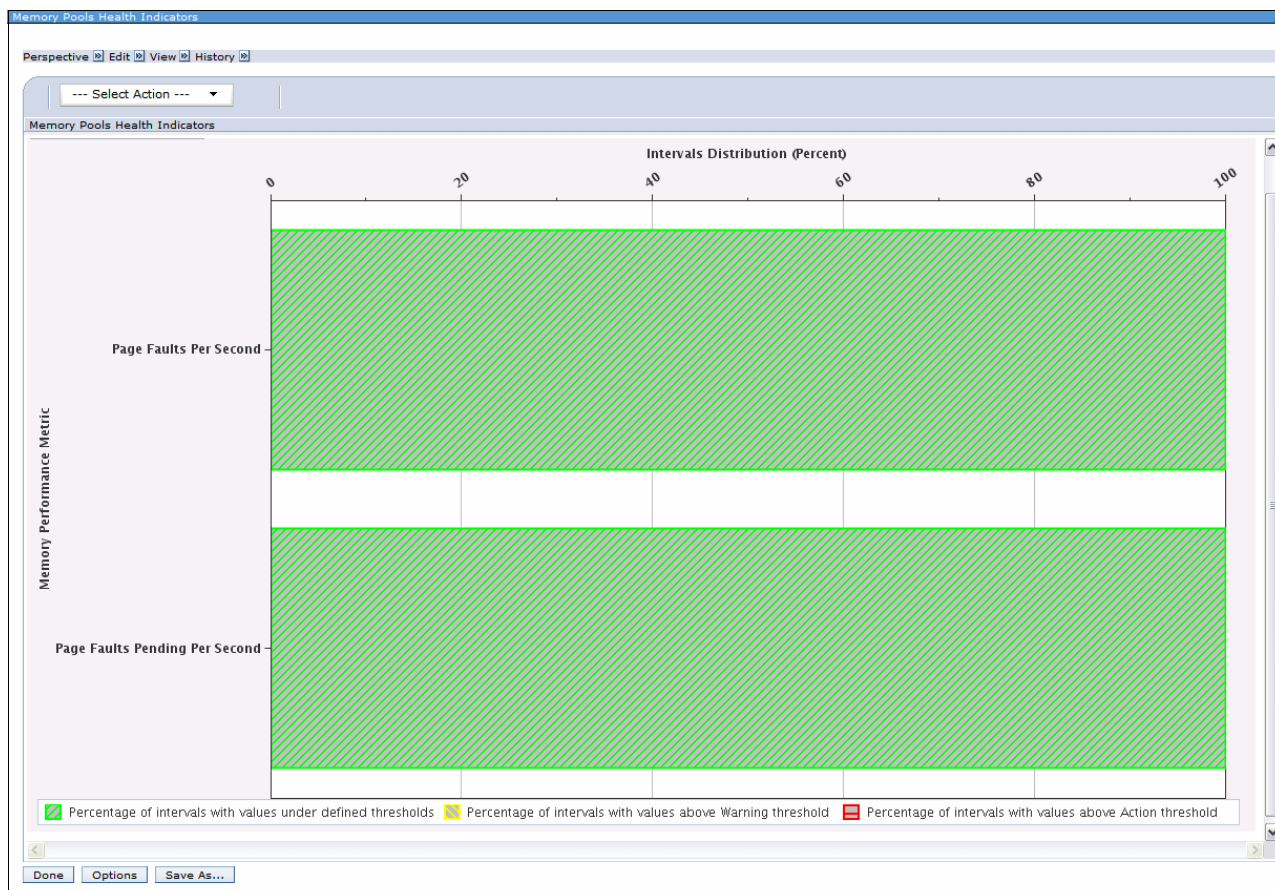 Memory Pools Health Indicators
Perspective Edit View History
--- Select Action ---
Memory Pools Health Indicators
Intervals Distribution (Percent)
0 20 40 60 80 100
Memory Performance Metric
Page Faults Per Second
Page Faults Pending Per Second
Percentage of intervals with values under defined thresholds Percentage of intervals with values above Warning threshold Percentage of intervals with values above Action threshold
Done Options Save As...